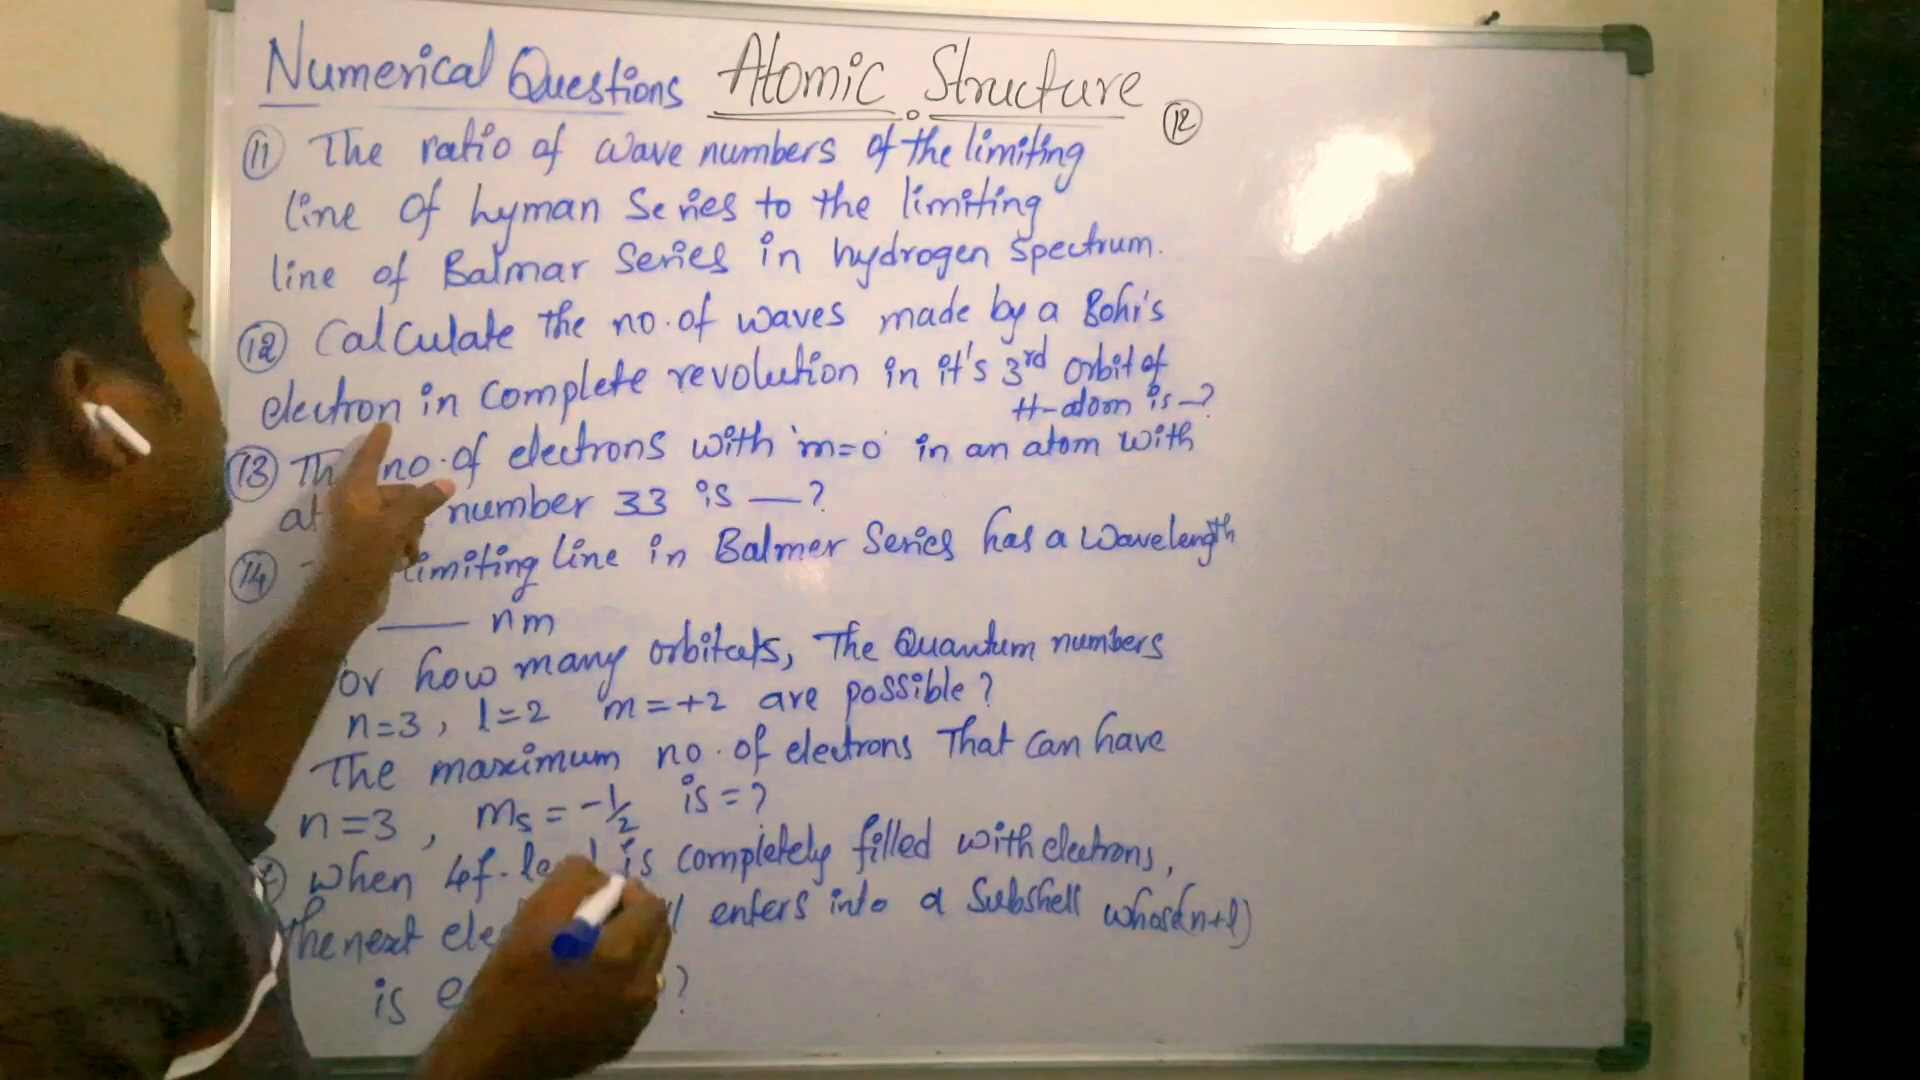 Numerical Questions Atomic Structure
⑫
⑪ The ratio of wave numbers of the limiting
line of hyman Series to the limiting
line of Balmar Series in hydrogen spectrum.
⑫ Calculate the no. of waves made by a Bohr's
electron in complete revolution in it's 3rd orbit of
H-atom is —?
⑬ Th no. of electrons with 'm=0' in an atom with
at number 33 is —?
⑭ limiting line in Balmer Series has a wavelength
___ nm
or how many orbitals, The Quantum numbers
n=3, l=2 m=+2 are possible?
The maximum no. of electrons That can have
n=3, ms = -1/2 is=?
when 4f-le is completely filled with electrons,
The next ele enters into a Subshell whose(n+l)
is e ?